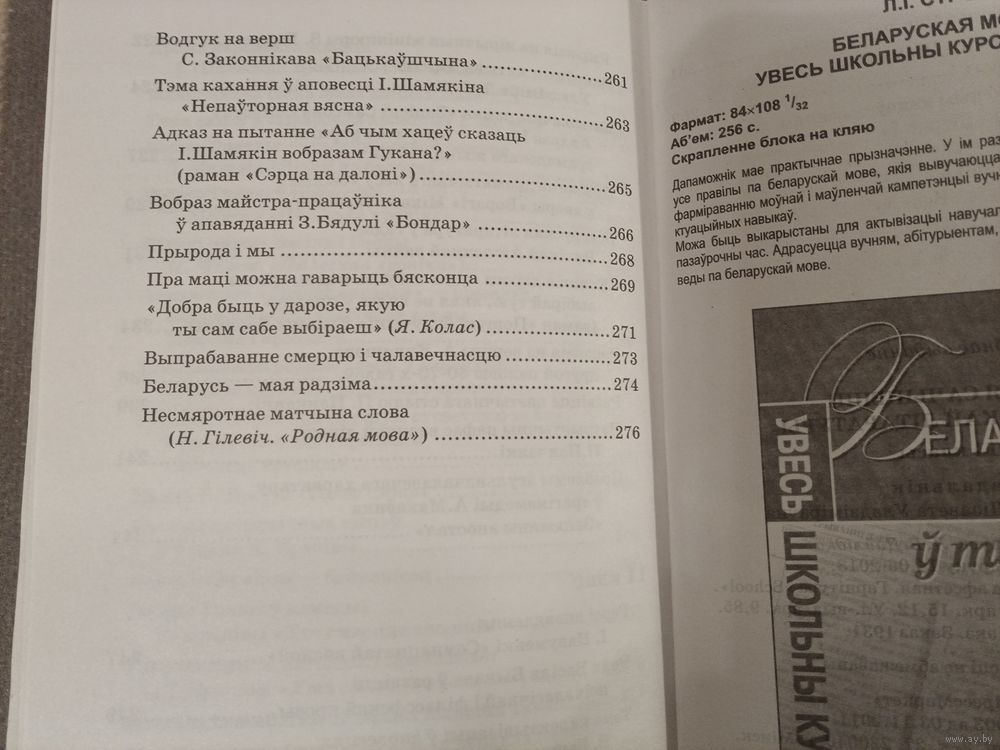 Водгук на верш
С. Законнікава «Бацькаўшчына» ..................261
Тэма кахання ў аповесці І.Шамякіна
«Непаўторная вясна» ..................263
Адказ на пытанне «Аб чым хацеў сказаць
І.Шамякін вобразам Гукана?»
(раман «Сэрца на далоні») ..................265
Вобраз майстра-працаўніка
ў апавяданні З.Бядулі «Бондар» ..................266
Прырода і мы ..................268
Пра маці можна гаварыць бясконца ..................269
«Добра быць у дарозе, якую
ты сам сабе выбіраеш» (Я. Колас) ..................271
Выпрабаванне смерцю і чалавечнасцю ..................273
Беларусь — мая радзіма ..................274
Несмяротнае матчына слова
(Н. Гілевіч. «Родная мова») ..................276
Л.І.
БЕЛАРУСКАЯ
УВЕСЬ ШКОЛЬНЫ КУРС
Фармат: 84×108 1/32
Аб'ем: 256 с.
Скрапленне блока на кляю
Дапаможнік мае практычнае прызначэнне. У ім
усе правілы па беларускай мове, якія вывучаюцца
фарміраванню моўнай і маўленчай кампетэнцыі
ктуацыйных навыкаў.
Можа быць выкарыстаны для актывізацыі
пазаўрочны час. Адрасуецца вучням, абітурыентам,
веды па беларускай мове.
БЕЛА
УВЕСЬ ШКОЛЬНЫ
ў
www.ay.by